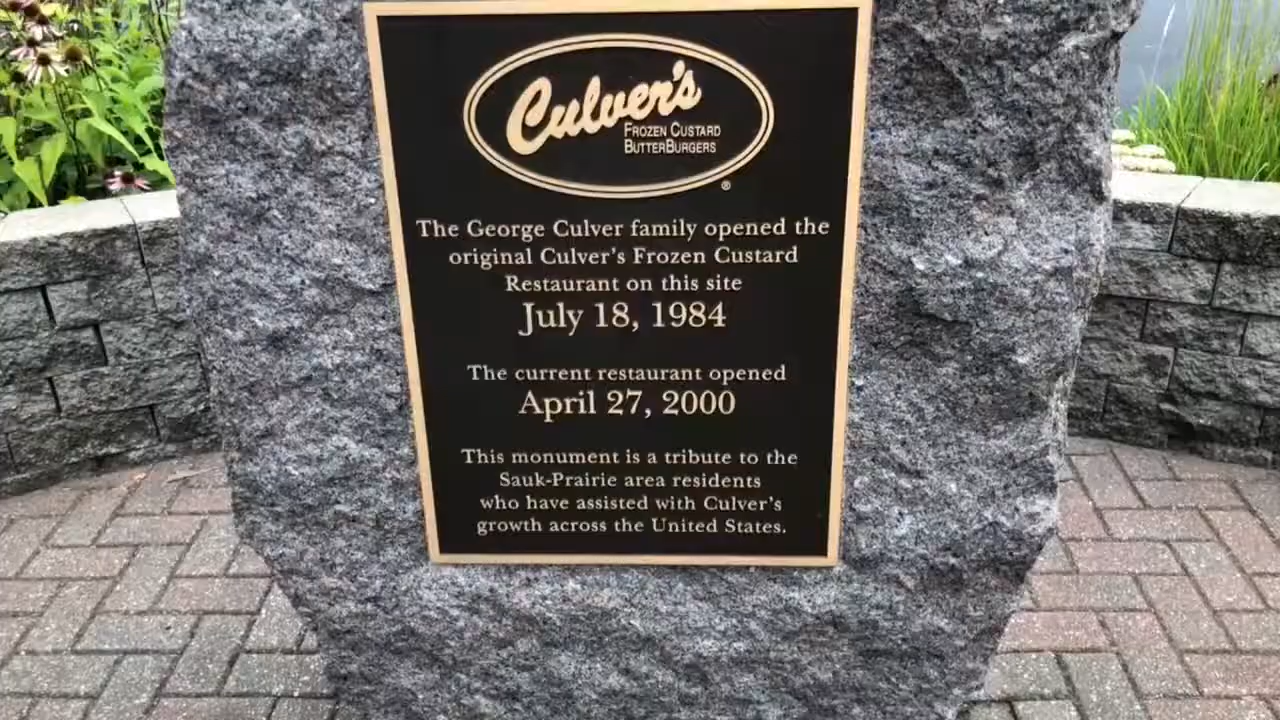 Culver's
FROZEN CUSTARD
BUTTERBURGERS
®
The George Culver family opened the
original Culver's Frozen Custard
Restaurant on this site
July 18, 1984
The current restaurant opened
April 27, 2000
This monument is a tribute to the
Sauk-Prairie area residents
who have assisted with Culver's
growth across the United States.